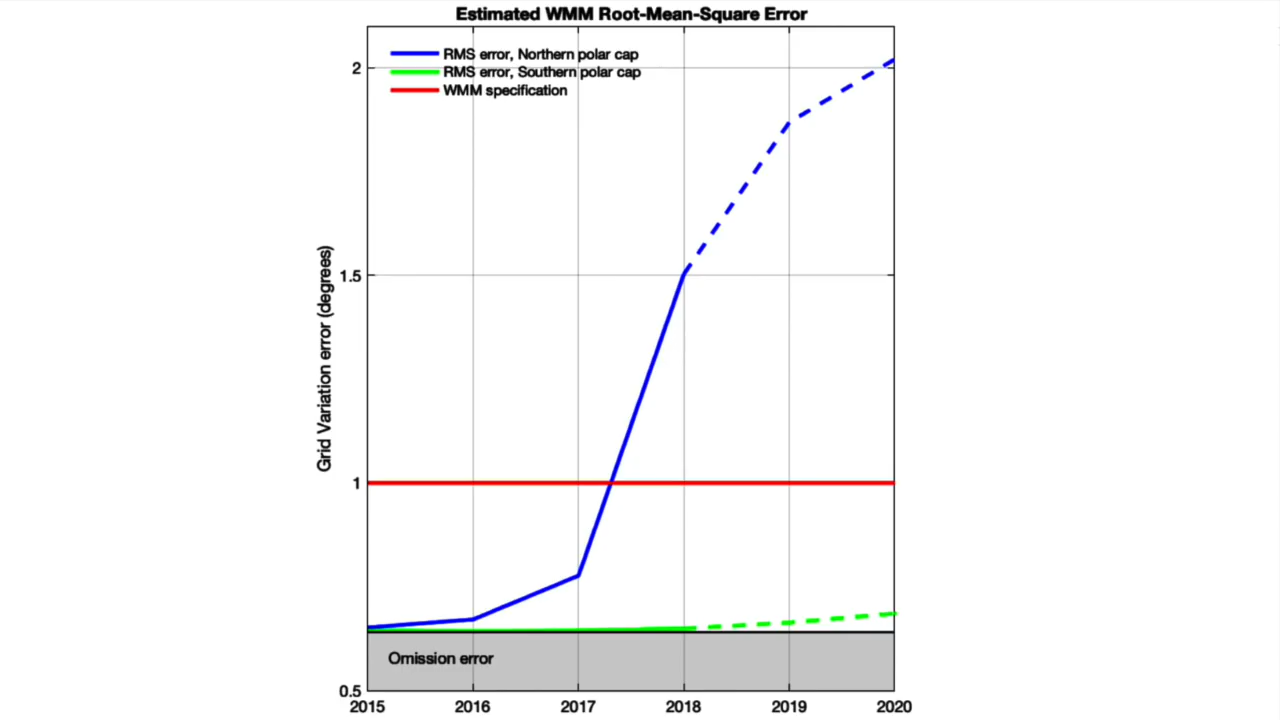 Estimated WMM Root-Mean-Square Error
RMS error, Northern polar cap
RMS error, Southern polar cap
WMM specification
Grid Variation error (degrees)
2
1.5
1
0.5
Omission error
2015 2016 2017 2018 2019 2020